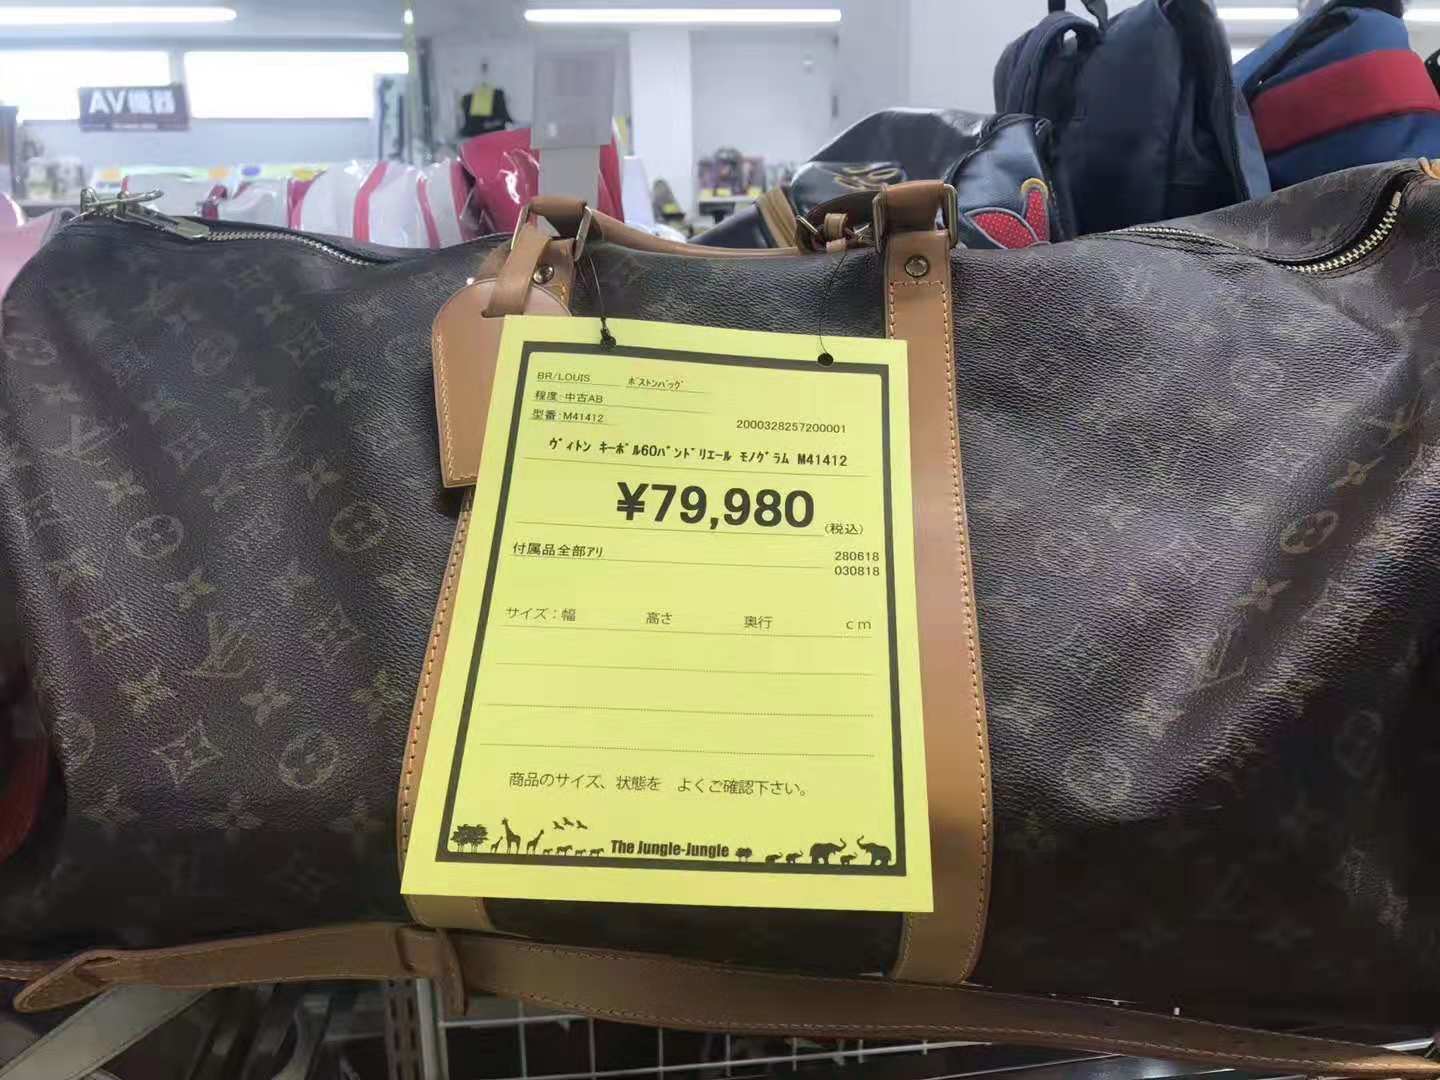 AV機器
BR/LOUIS ボストンバッグ
程度:中古AB
型番:M41412
2000328257200001
ヴィトン キーポル60バンドリエール モノグラム M41412
¥79,980
(税込)
付属品全部アリ 280618
030818
サイズ:幅 高さ 奥行 cm
商品のサイズ、状態を よくご確認下さい。
The Jungle-Jungle